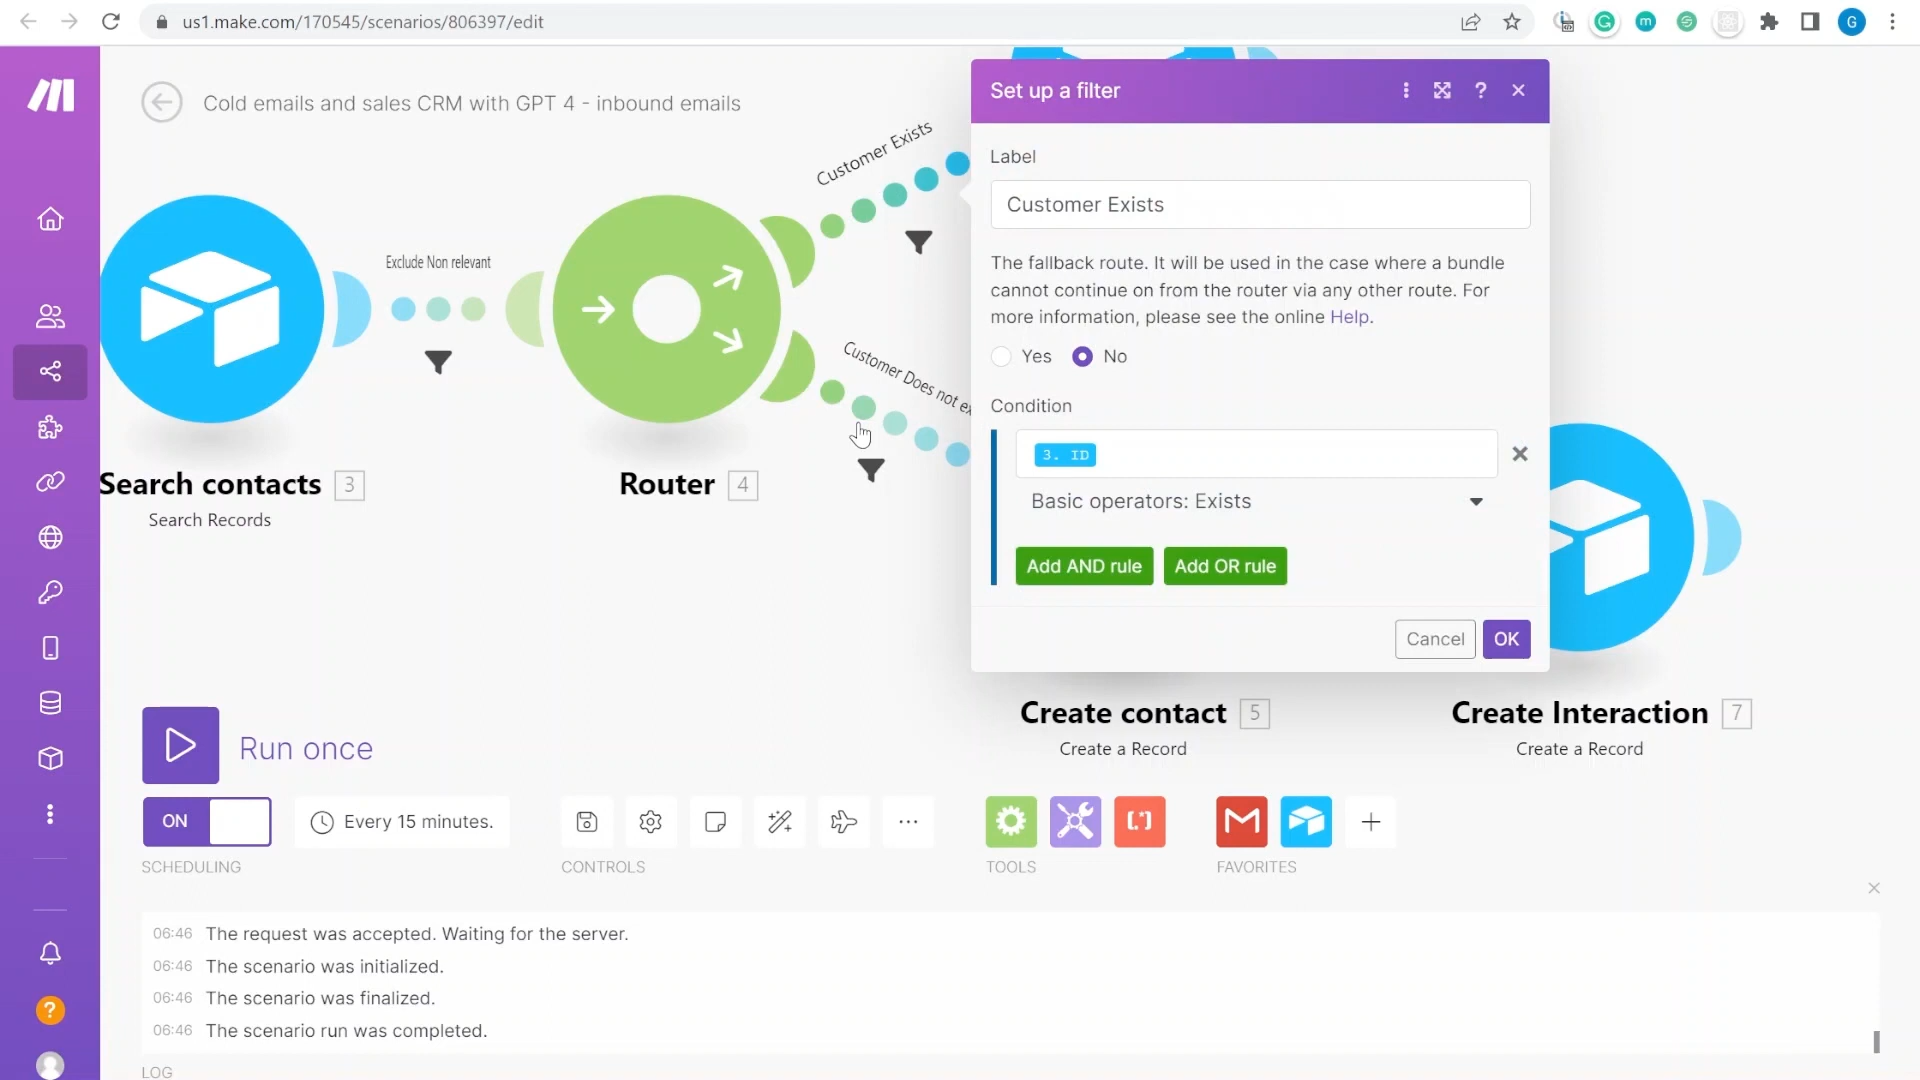 us1.make.com/170545/scenarios/806397/edit
G
m
Cold emails and sales CRM with GPT 4 - inbound emails
Set up a filter
?
Label
Customer Exists
The fallback route. It will be used in the case where a bundle
cannot continue on from the router via any other route. For
more information, please see the online Help.
Yes
No
Condition
3. ID
Basic operators: Exists
Add AND rule
Add OR rule
Cancel
OK
Customer Exists
Exclude Non relevant
Customer Does not ex
Search contacts 3
Search Records
Router 4
Create contact 5
Create a Record
Create Interaction 7
Create a Record
Run once
ON
Every 15 minutes.
SCHEDULING
CONTROLS
TOOLS
FAVORITES
06:46 The request was accepted. Waiting for the server.
06:46 The scenario was initialized.
06:46 The scenario was finalized.
06:46 The scenario run was completed.
?
LOG